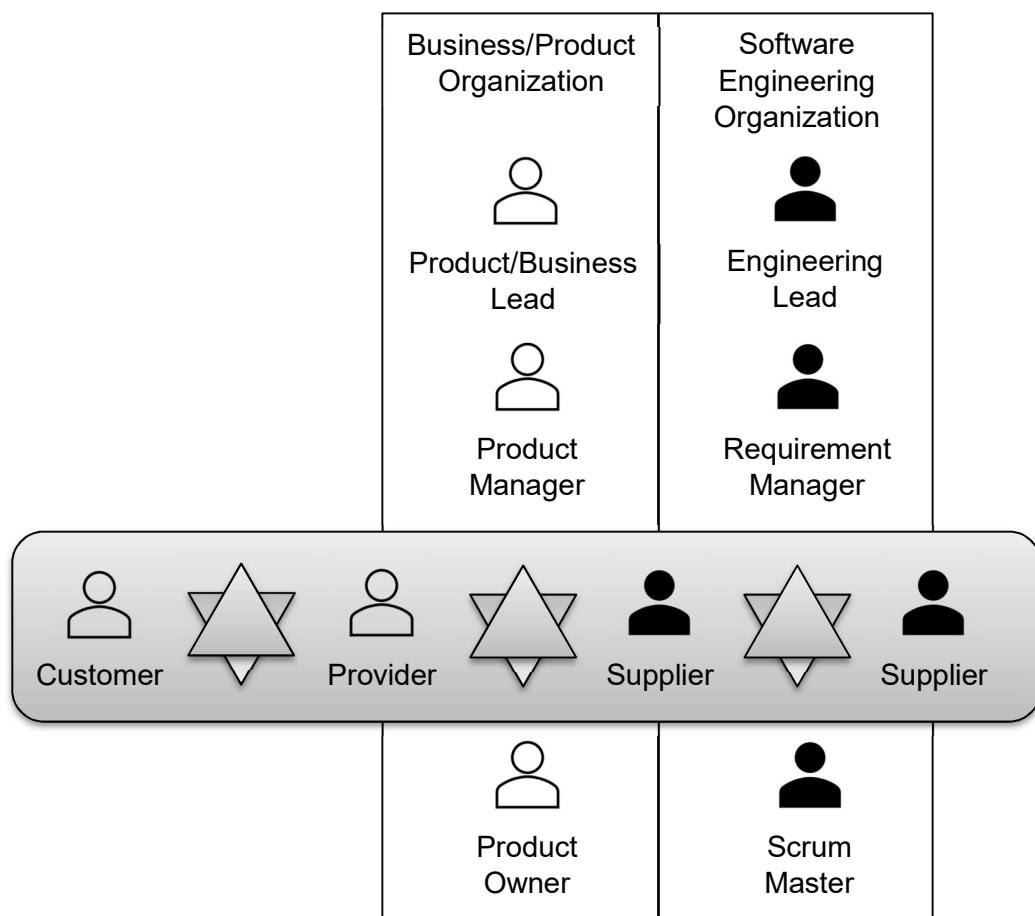 Business/Product
Organization
Software
Engineering
Organization
Product/Business
Lead
Engineering
Lead
Product
Manager
Requirement
Manager
Customer
Provider
Supplier
Supplier
Product
Owner
Scrum
Master